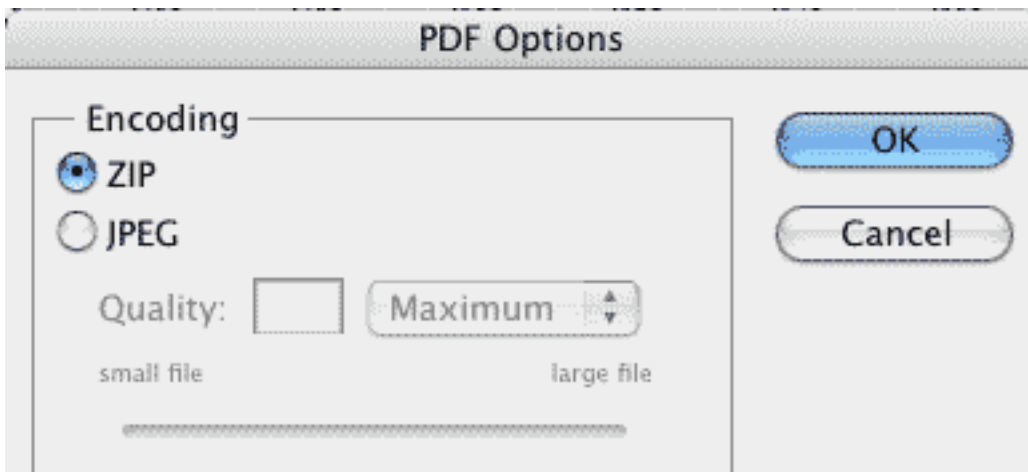 PDF Options
Encoding
ZIP
JPEG
Quality:
Maximum
small file
large file
OK
Cancel